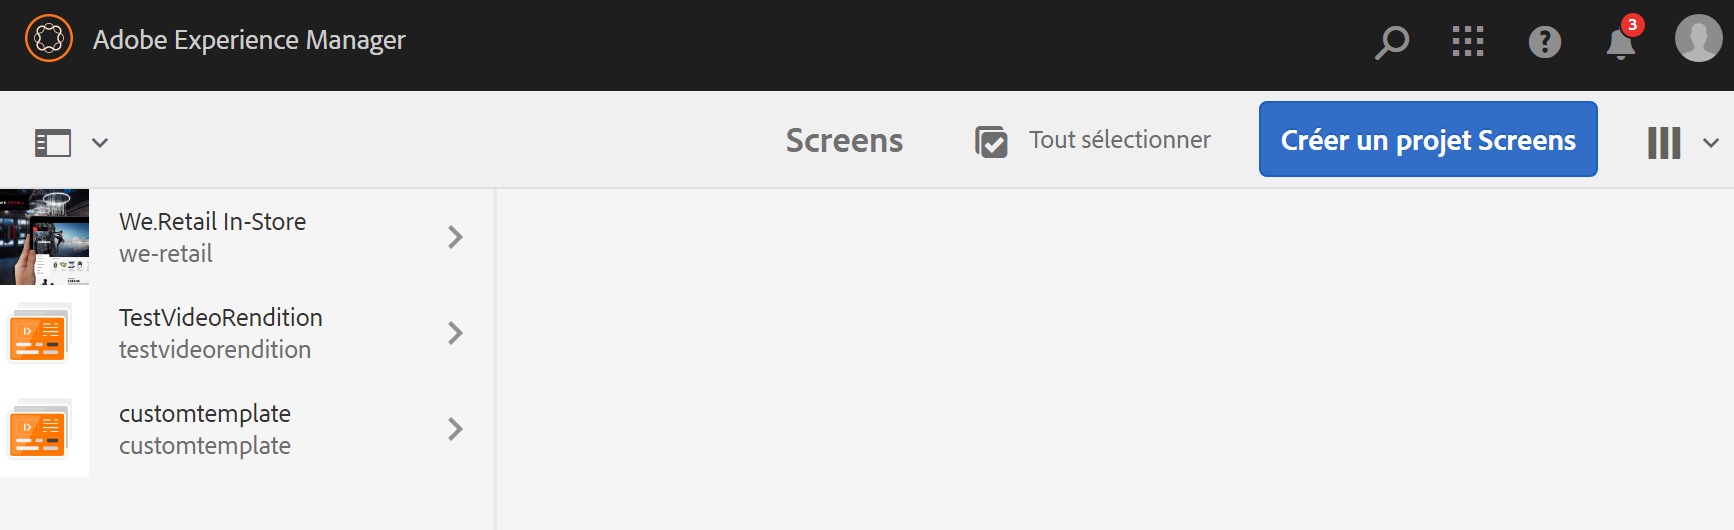 Adobe Experience Manager
3
Screens
Tout sélectionner
Créer un projet Screens
We.Retail In-Store
we-retail
TestVideoRendition
testvideorendition
customtemplate
customtemplate